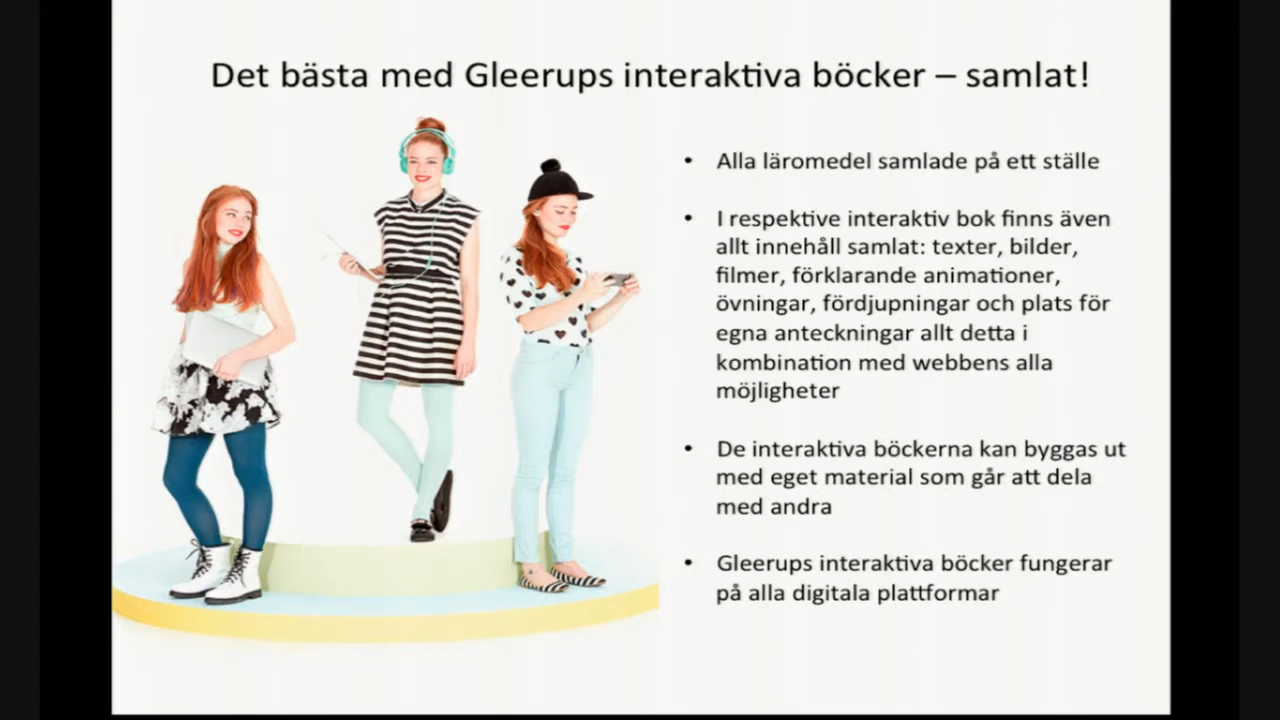 Det bästa med Gleerups interaktiva böcker – samlat!
• Alla läromedel samlade på ett ställe
• I respektive interaktiv bok finns även
allt innehåll samlat: texter, bilder,
filmer, förklarande animationer,
övningar, fördjupningar och plats för
egna anteckningar allt detta i
kombination med webbens alla
möjligheter
• De interaktiva böckerna kan byggas ut
med eget material som går att dela
med andra
• Gleerups interaktiva böcker fungerar
på alla digitala plattformar